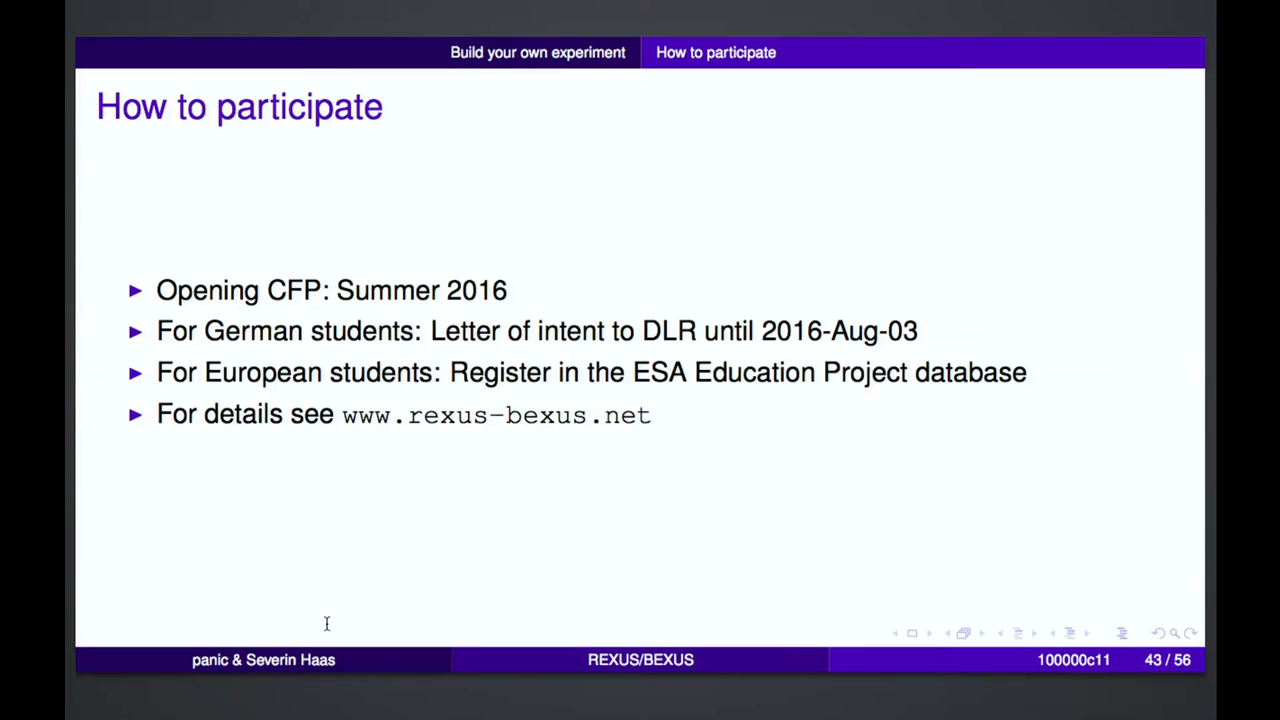 Build your own experiment How to participate
How to participate
Opening CFP: Summer 2016
For German students: Letter of intent to DLR until 2016-Aug-03
For European students: Register in the ESA Education Project database
For details see www.rexus-bexus.net
panic & Severin Haas REXUS/BEXUS 100000c11 43 / 56